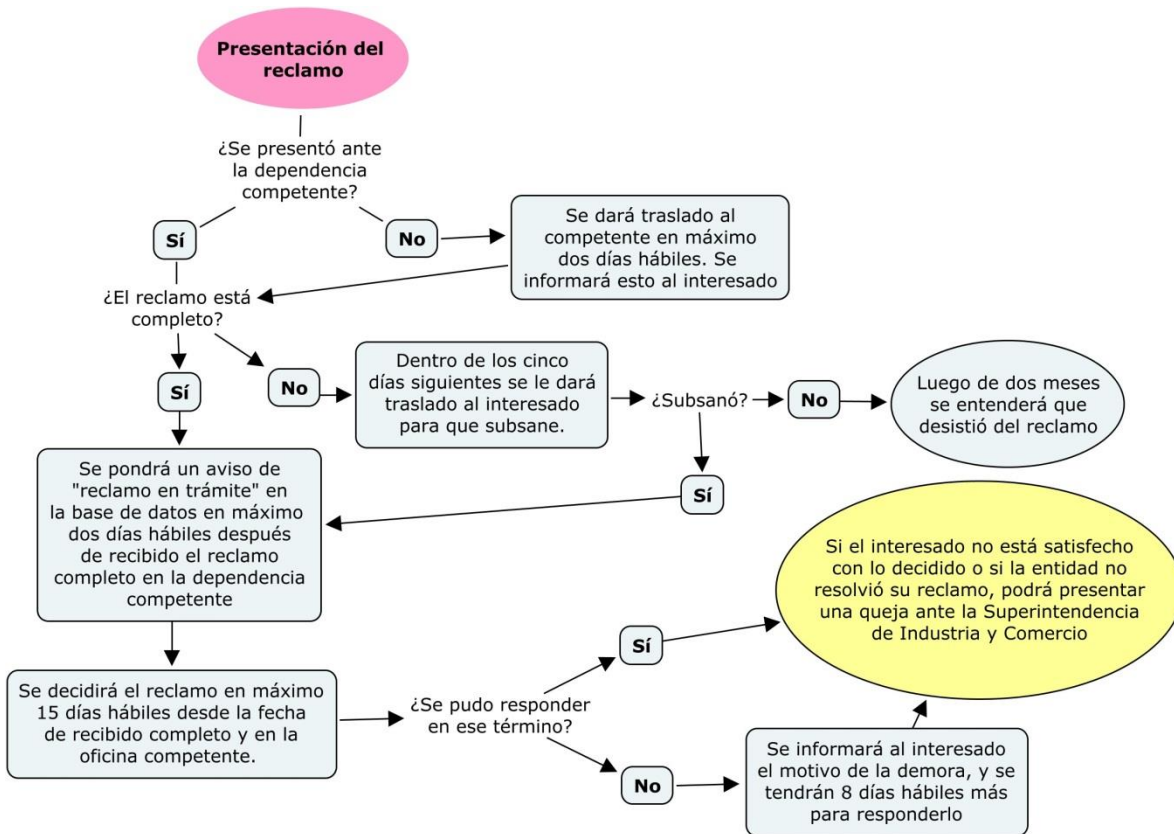 Presentación del
reclamo
¿Se presentó ante
la dependencia
competente?
Sí
No
Se dará traslado al
competente en máximo
dos días hábiles. Se
informará esto al interesado
¿El reclamo está
completo?
Sí
No
Dentro de los cinco
días siguientes se le dará
traslado al interesado
para que subsane.
¿Subsanó?
No
Luego de dos meses
se entenderá que
desistió del reclamo
Sí
Se pondrá un aviso de
"reclamo en trámite" en
la base de datos en máximo
dos días hábiles después
de recibido el reclamo
completo en la dependencia
competente
Se decidirá el reclamo en máximo
15 días hábiles desde la fecha
de recibido completo y en la
oficina competente.
¿Se pudo responder
en ese término?
Sí
No
Se informará al interesado
el motivo de la demora, y se
tendrán 8 días hábiles más
para responderlo
Si el interesado no está satisfecho
con lo decidido o si la entidad no
resolvió su reclamo, podrá presentar
una queja ante la Superintendencia
de Industria y Comercio